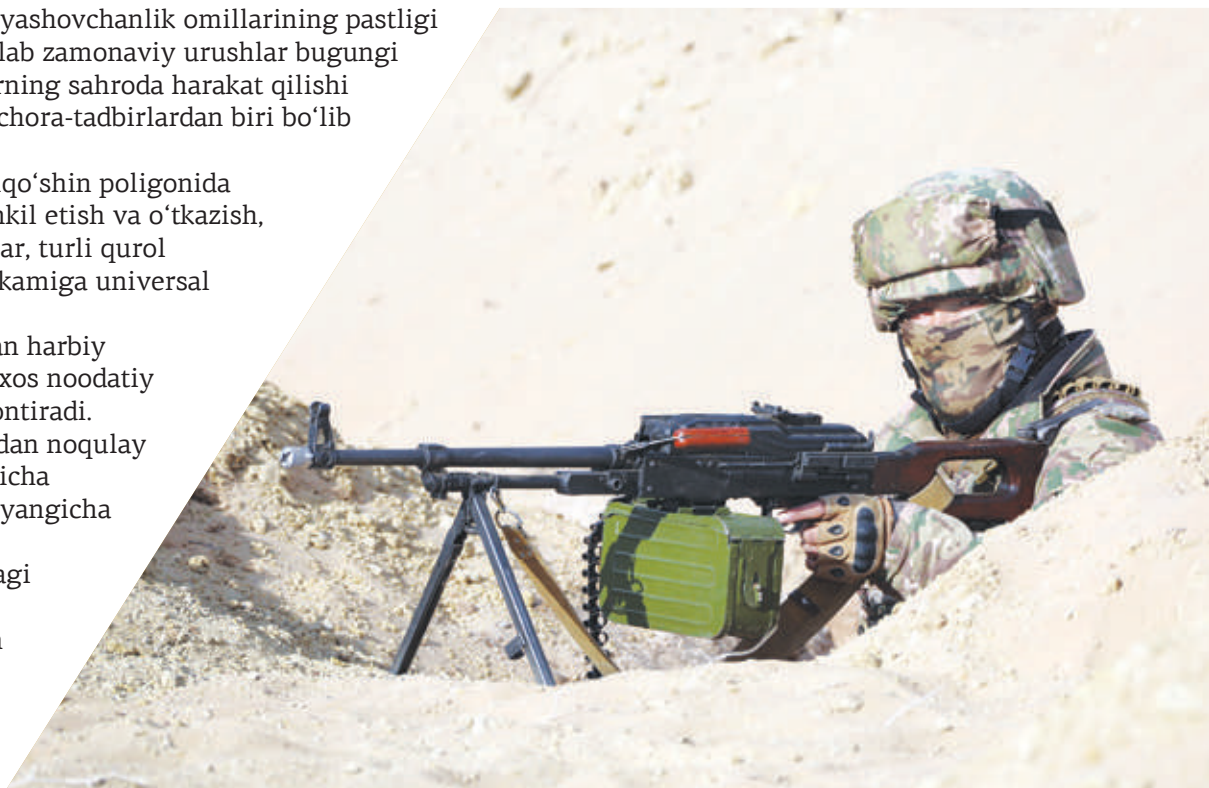 yashovchanlik omillarining pastligi
lab zamonaviy urushlar bugungi
rning sahroda harakat qilishi
chora-tadbirlardan biri bo‘lib
qo‘shin poligonida
kil etish va o‘tkazish,
ar, turli qurol
kamiga universal
an harbiy
xos noodatiy
ontiradi.
dan noqulay
icha
yangicha
agi